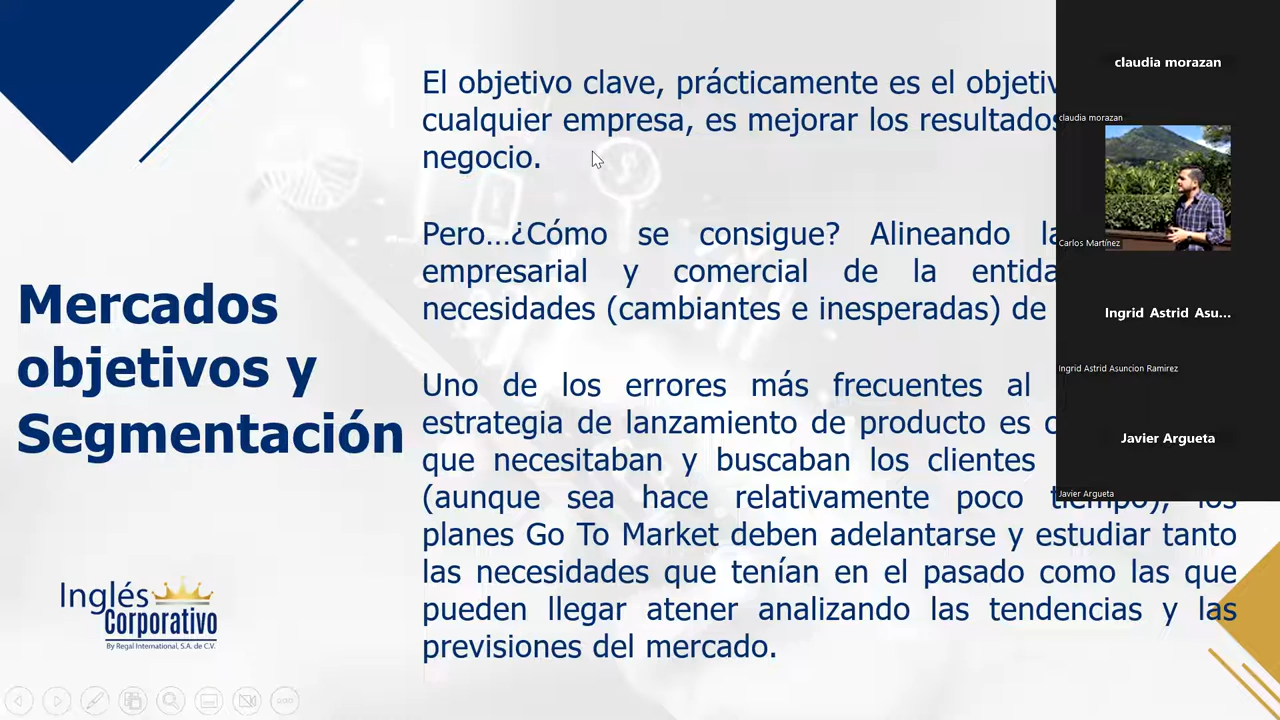 Mercados
objetivos y
Segmentación
El objetivo clave, prácticamente es el
cualquier empresa, es mejorar los resultados
negocio.
Pero...¿Cómo se consigue? Alineando
empresarial y comercial de la
necesidades (cambiantes e inesperadas) de
Uno de los errores más frecuentes al
estrategia de lanzamiento de producto es
que necesitaban y buscaban los clientes
(aunque sea hace relativamente poco tiempo), los
planes Go To Market deben adelantarse y estudiar tanto
las necesidades que tenían en el pasado como las que
pueden llegar atener analizando las tendencias y las
previsiones del mercado.
Inglés
Corporativo
By Regal International, S.A. de C.V.
claudia morazan
claudia morazan
Carlos Martínez
Ingrid Astrid Asu...
Ingrid Astrid Asuncion Ramirez
Javier Argueta
Javier Argueta